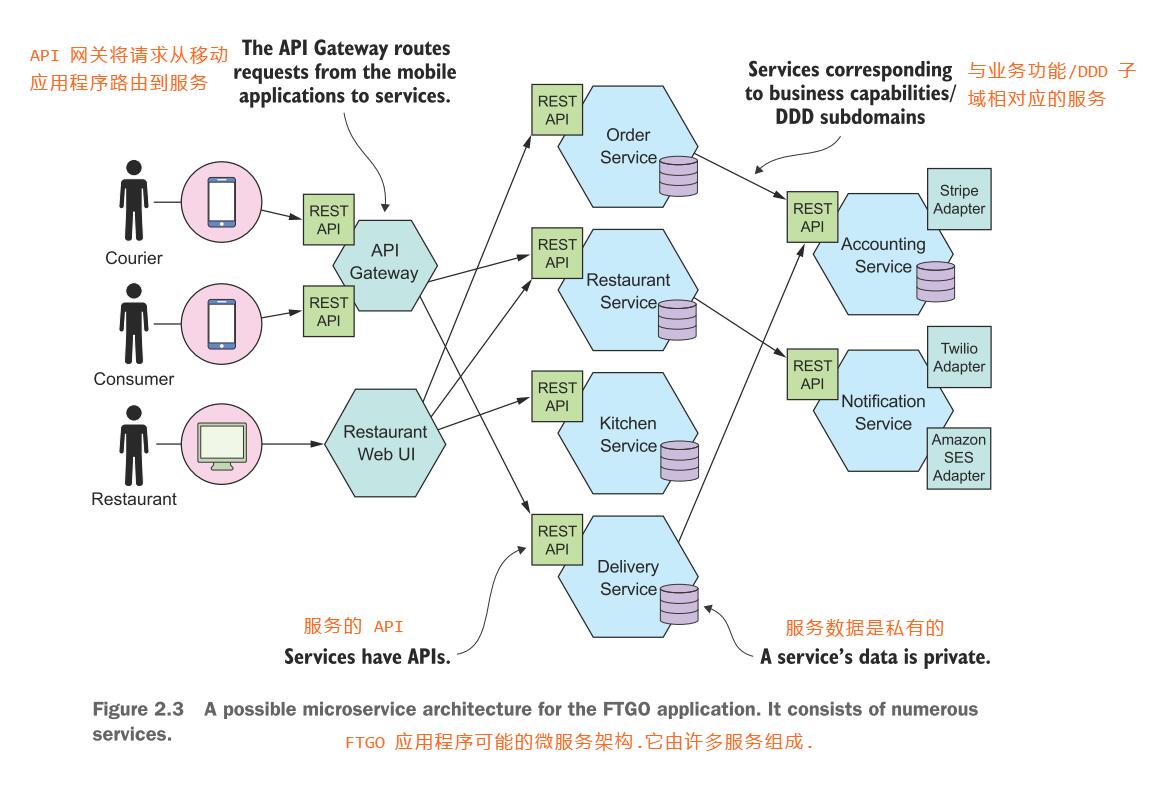 API 网关将请求从移动
应用程序路由到服务
The API Gateway routes
requests from the mobile
applications to services.
Services corresponding
to business capabilities/
DDD subdomains
与业务功能/DDD 子
域相对应的服务
Courier
Consumer
Restaurant
REST
API
API
Gateway
REST
API
Restaurant
Web UI
REST
API
Order
Service
REST
API
Restaurant
Service
REST
API
Kitchen
Service
REST
API
Delivery
Service
REST
API
Accounting
Service
Stripe
Adapter
REST
API
Notification
Service
Twilio
Adapter
Amazon
SES
Adapter
服务的 API
Services have APIs.
服务数据是私有的
A service's data is private.
Figure 2.3 A possible microservice architecture for the FTGO application. It consists of numerous
services.
FTGO 应用程序可能的微服务架构.它由许多服务组成.